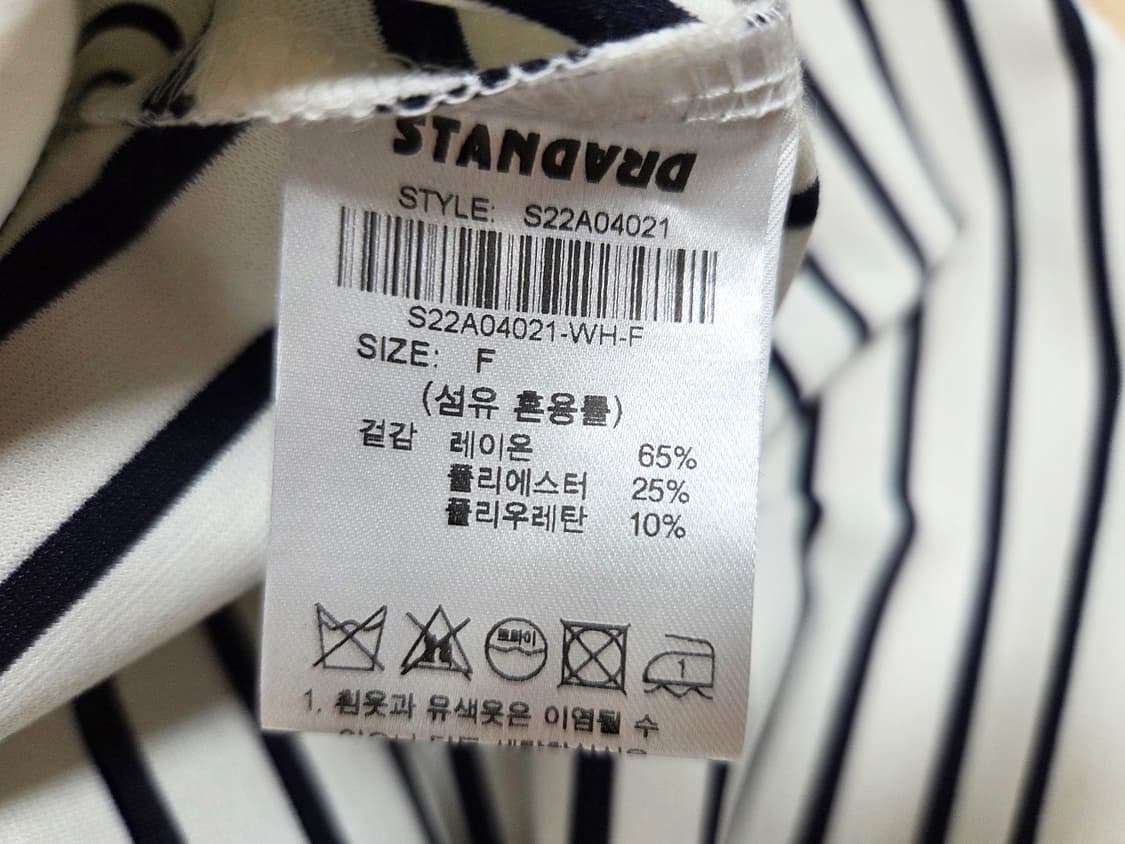 STANDARD
STYLE: S22A04021
S22A04021-WH-F
SIZE: F
(섬유 혼용률)
겉감 레이온 65%
폴리에스터 25%
폴리우레탄 10%
드라이 1
1. 흰옷과 유색옷은 이염될 수